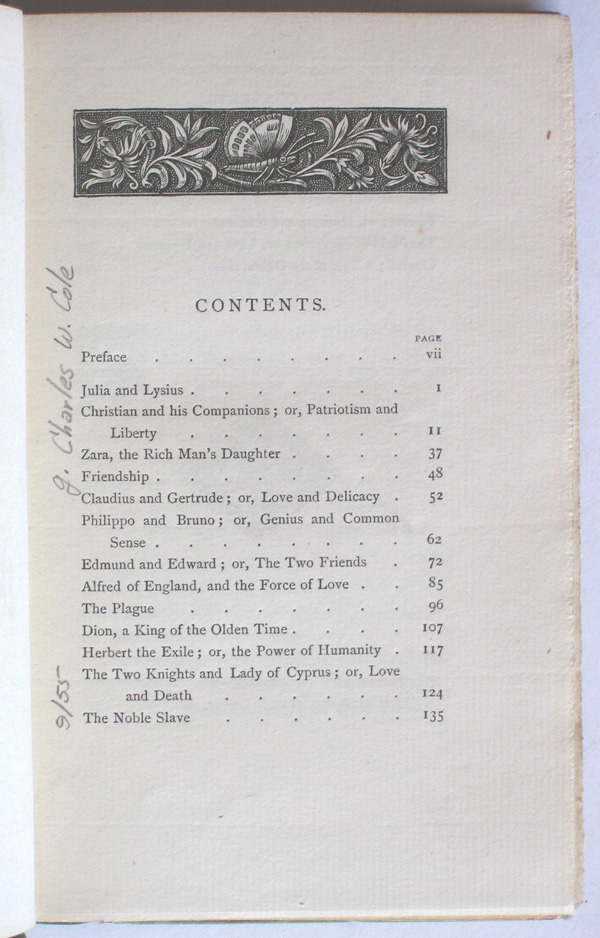 CONTENTS.
PAGE
Preface . . . . . . . . vii
Julia and Lysius . . . . . . . 1
Christian and his Companions ; or, Patriotism and
Liberty . . . . . . . 11
Zara, the Rich Man's Daughter . . . . 37
Friendship . . . . . . . . 48
Claudius and Gertrude ; or, Love and Delicacy . 52
Philippo and Bruno ; or, Genius and Common
Sense . . . . . . . . 62
Edmund and Edward ; or, The Two Friends . 72
Alfred of England, and the Force of Love . . 85
The Plague . . . . . . . 96
Dion, a King of the Olden Time . . . . 107
Herbert the Exile ; or, the Power of Humanity . 117
The Two Knights and Lady of Cyprus ; or, Love
and Death . . . . . . 124
The Noble Slave . . . . . . 135
g. Charles W. Cole
9/55